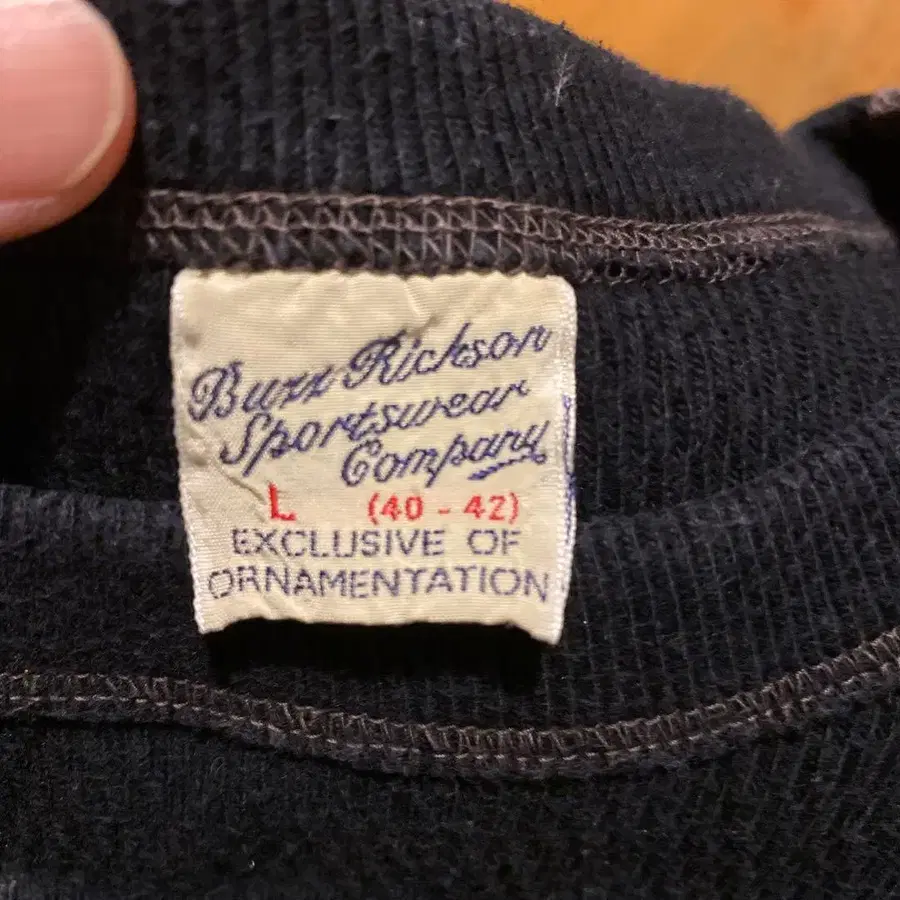 Buzz Rickson
Sportswear
Company
L (40 - 42)
EXCLUSIVE OF
ORNAMENTATION